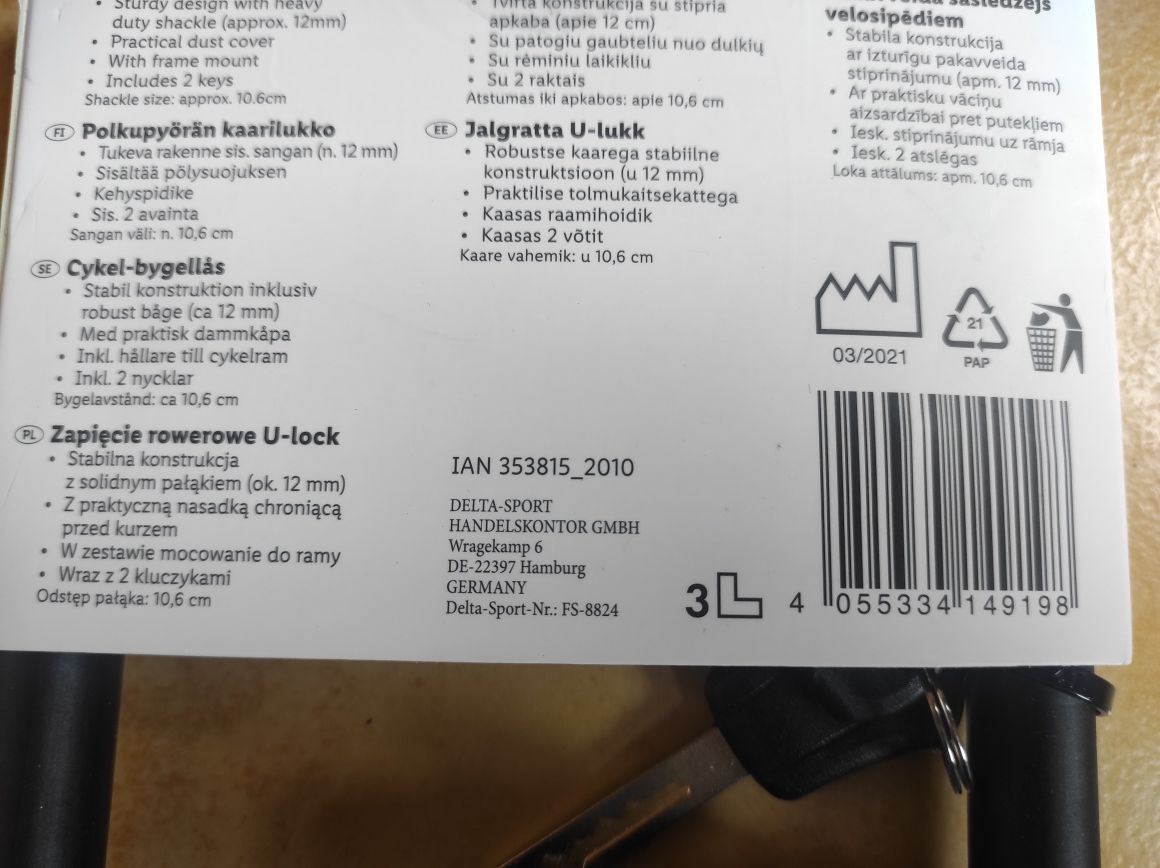 Sturdy design with heavy
duty shackle (approx. 12mm)
• Practical dust cover
• With frame mount
• Includes 2 keys
Shackle size: approx. 10.6cm
FI Polkupyörän kaarilukko
• Tukeva rakenne sis. sangan (n. 12 mm)
• Sisältää pölysuojuksen
• Kehyspidike
• Sis. 2 avainta
Sangan väli: n. 10,6 cm
SE Cykel-bygellås
• Stabil konstruktion inklusiv
robust båge (ca 12 mm)
• Med praktisk dammkåpa
• Inkl. hållare till cykelram
• Inkl. 2 nycklar
Bygelavstånd: ca 10,6 cm
PL Zapięcie rowerowe U-lock
• Stabilna konstrukcja
z solidnym pałąkiem (ok. 12 mm)
• Z praktyczną nasadką chroniącą
przed kurzem
• W zestawie mocowanie do ramy
• Wraz z 2 kluczykami
Odstęp pałąka: 10,6 cm
Tvirta konstrukcija su stipria
apkaba (apie 12 cm)
• Su patogiu gaubteliu nuo dulkių
• Su rėminiu laikikliu
• Su 2 raktais
Atstumas iki apkabos: apie 10,6 cm
EE Jalgratta U-lukk
• Robustse kaarega stabiilne
konstruktsioon (u 12 mm)
• Praktilise tolmukaitsekattega
• Kaasas raamihoidik
• Kaasas 2 võtit
Kaare vahemik: u 10,6 cm
saslēdzējs
velosipēdiem
• Stabila konstrukcija
ar izturīgu pakavveida
stiprinājumu (apm. 12 mm)
• Ar praktisku vāciņu
aizsardzībai pret putekļiem
• Iesk. stiprinājumu uz rāmja
• Iesk. 2 atslēgas
Loka attālums: apm. 10,6 cm
03/2021
21
PAP
IAN 353815_2010
DELTA-SPORT
HANDELSKONTOR GMBH
Wragekamp 6
DE-22397 Hamburg
GERMANY
Delta-Sport-Nr.: FS-8824
3 L
4 055334 149198